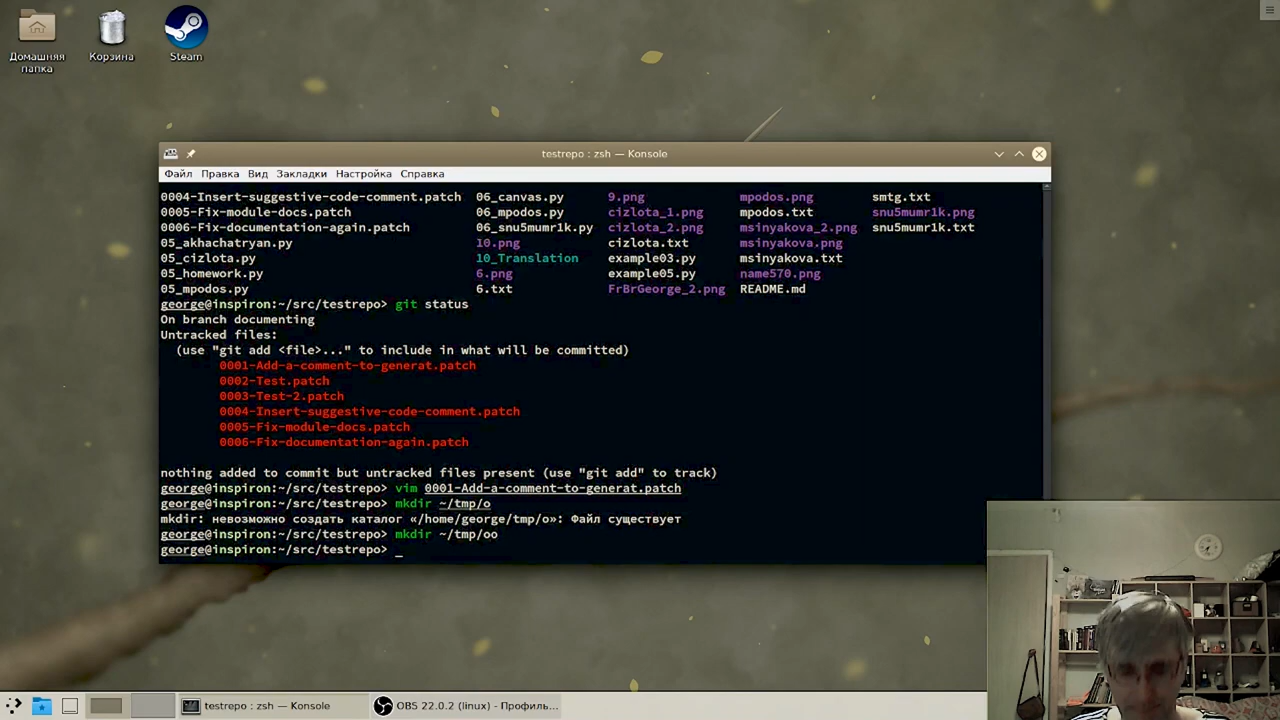 Домашняя
папка
Корзина
Steam
testrepo : zsh — Konsole
Файл Правка Вид Закладки Настройка Справка
0004-Insert-suggestive-code-comment.patch 06_canvas.py 9.png mpodos.png smtg.txt
0005-Fix-module-docs.patch 06_mpodos.py cizlota_1.png mpodos.txt snu5mumr1k.png
0006-Fix-documentation-again.patch 06_snu5mumr1k.py cizlota_2.png msinyakova_2.png snu5mumr1k.txt
05_akhachatryan.py 10.png cizlota.txt msinyakova.png
05_cizlota.py 10_Translation example03.py msinyakova.txt
05_homework.py 6.png example05.py name570.png
05_mpodos.py 6.txt FrBrGeorge_2.png README.md
george@inspiron:~/src/testrepo> git status
On branch documenting
Untracked files:
(use "git add <file>..." to include in what will be committed)
0001-Add-a-comment-to-generat.patch
0002-Test.patch
0003-Test-2.patch
0004-Insert-suggestive-code-comment.patch
0005-Fix-module-docs.patch
0006-Fix-documentation-again.patch
nothing added to commit but untracked files present (use "git add" to track)
george@inspiron:~/src/testrepo> vim 0001-Add-a-comment-to-generat.patch
george@inspiron:~/src/testrepo> mkdir ~/tmp/o
mkdir: невозможно создать каталог «/home/george/tmp/o»: Файл существует
george@inspiron:~/src/testrepo> mkdir ~/tmp/oo
george@inspiron:~/src/testrepo> _
testrepo : zsh — Konsole
OBS 22.0.2 (linux) - Профиль...